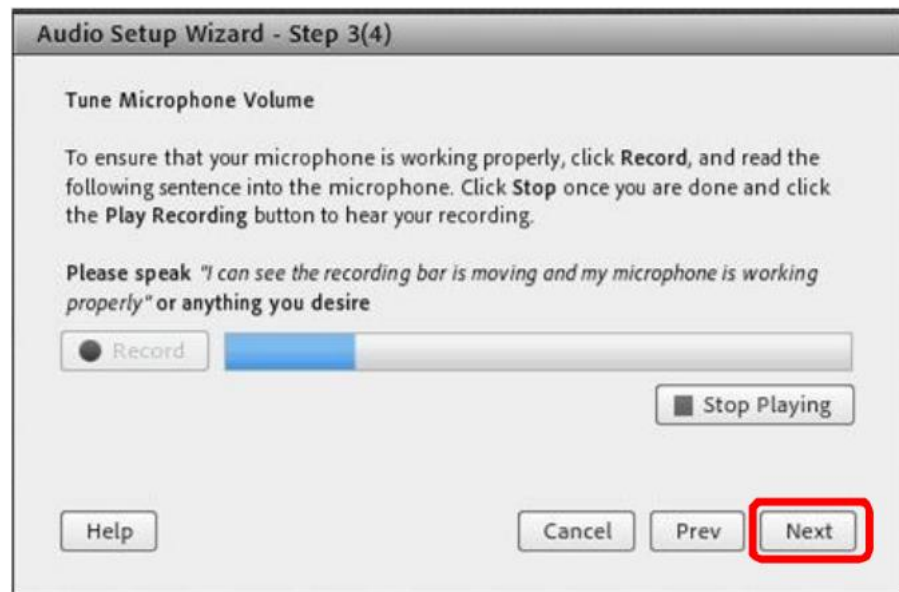 Audio Setup Wizard - Step 3(4)
Tune Microphone Volume
To ensure that your microphone is working properly, click Record, and read the
following sentence into the microphone. Click Stop once you are done and click
the Play Recording button to hear your recording.
Please speak "I can see the recording bar is moving and my microphone is working
properly" or anything you desire
Record
Stop Playing
Help Cancel Prev Next